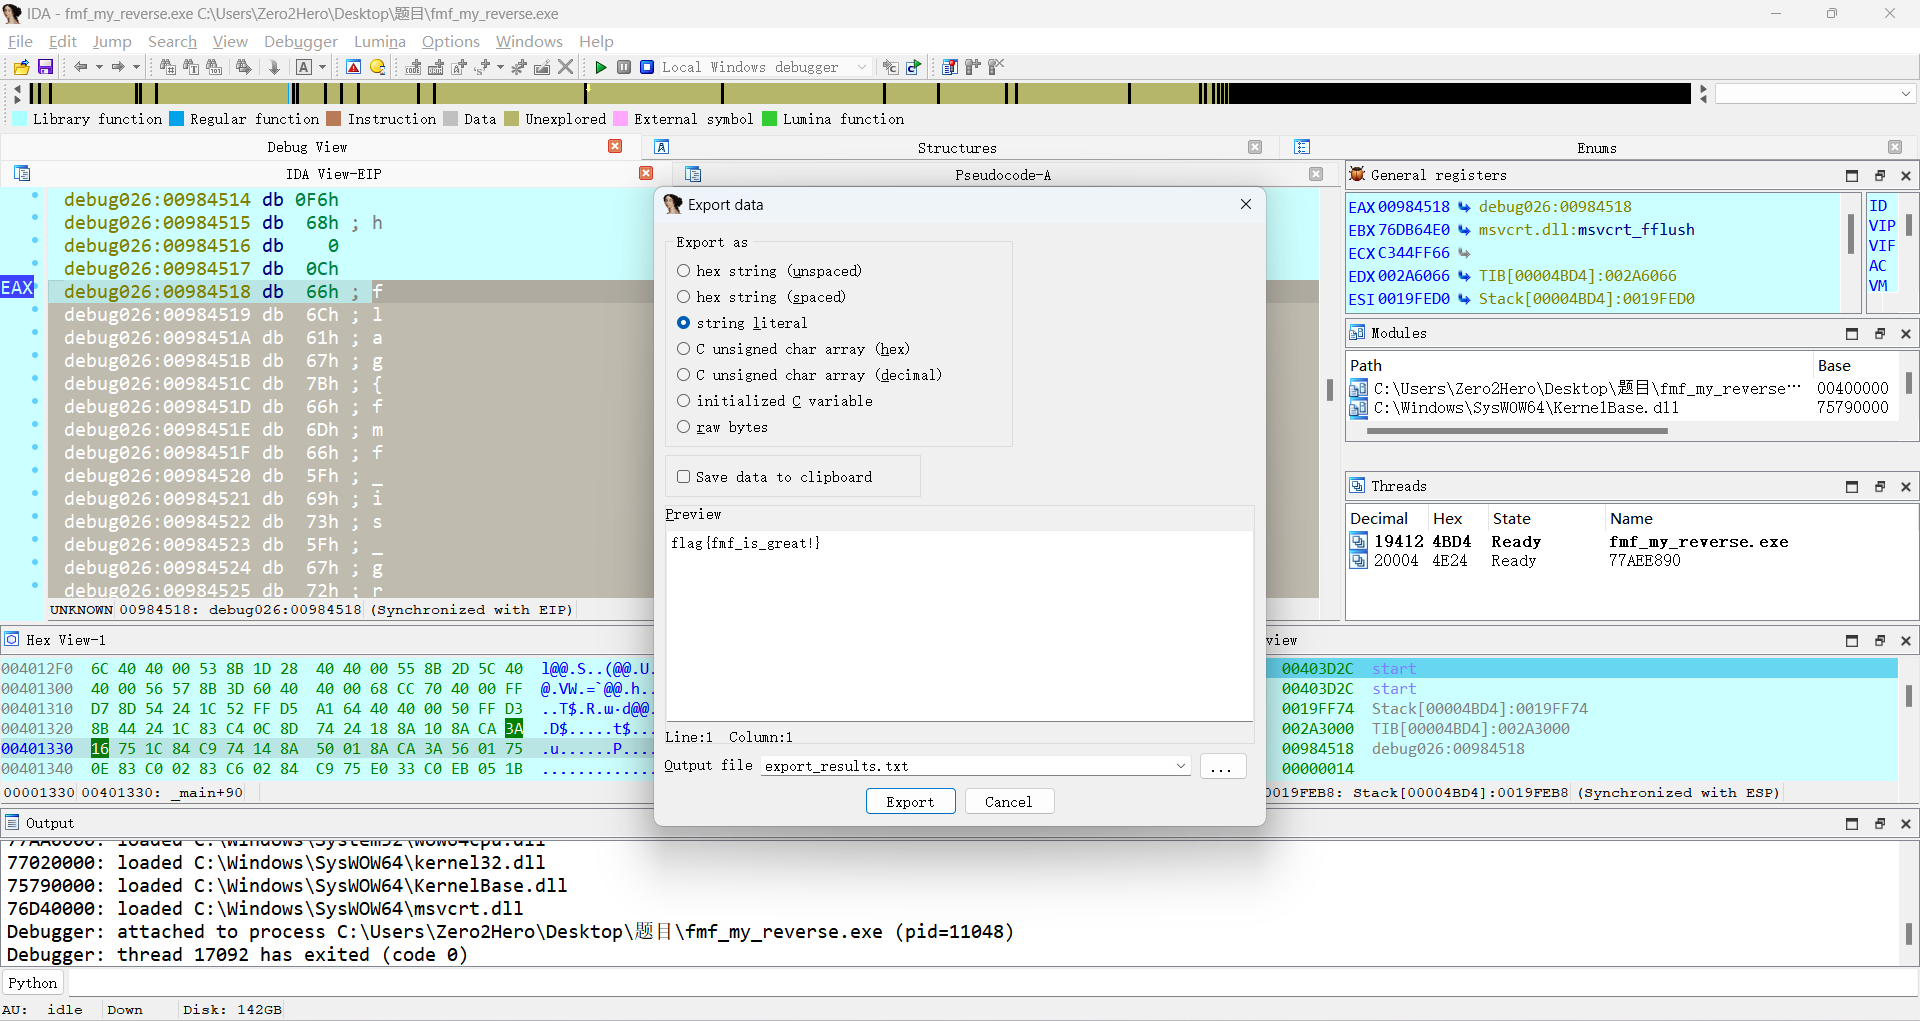 IDA - fmf_my_reverse.exe C:\Users\Zero2Hero\Desktop\题目\fmf_my_reverse.exe
File Edit Jump Search View Debugger Lumina Options Windows Help
Local Windows debugger
Library function Regular function Instruction Data Unexplored External symbol Lumina function
Debug View Structures Enums
IDA View-EIP Pseudocode-A
debug026:00984514 db 0F6h
debug026:00984515 db 68h ; h
debug026:00984516 db 0
debug026:00984517 db 0Ch
EAX debug026:00984518 db 66h ; f
debug026:00984519 db 6Ch ; l
debug026:0098451A db 61h ; a
debug026:0098451B db 67h ; g
debug026:0098451C db 7Bh ; {
debug026:0098451D db 66h ; f
debug026:0098451E db 6Dh ; m
debug026:0098451F db 66h ; f
debug026:00984520 db 5Fh ; _
debug026:00984521 db 69h ; i
debug026:00984522 db 73h ; s
debug026:00984523 db 5Fh ; _
debug026:00984524 db 67h ; g
debug026:00984525 db 72h ; r
UNKNOWN 00984518: debug026:00984518 (Synchronized with EIP)
Export data
Export as
hex string (unspaced)
hex string (spaced)
string literal
C unsigned char array (hex)
C unsigned char array (decimal)
initialized C variable
raw bytes
Save data to clipboard
Preview
flag{fmf_is_great!}
Line:1 Column:1
Output file export_results.txt ...
Export Cancel
General registers
EAX 00984518 debug026:00984518
EBX 76DB64E0 msvcrt.dll:msvcrt_fflush
ECX C344FF66
EDX 002A6066 TIB[00004BD4]:002A6066
ESI 0019FED0 Stack[00004BD4]:0019FED0
ID
VIP
VIF
AC
VM
Modules
Path Base
C:\Users\Zero2Hero\Desktop\题目\fmf_my_reverse··· 00400000
C:\Windows\SysWOW64\KernelBase.dll 75790000
Threads
Decimal Hex State Name
19412 4BD4 Ready fmf_my_reverse.exe
20004 4E24 Ready 77AEE890
Hex View-1
004012F0 6C 40 40 00 53 8B 1D 28 40 40 00 55 8B 2D 5C 40 l@@.S..(@@.U.
00401300 40 00 56 57 8B 3D 60 40 40 00 68 CC 70 40 00 FF @.VW.=`@@.h..
00401310 D7 8D 54 24 1C 52 FF D5 A1 64 40 40 00 50 FF D3 ..T$.R.ա.d@@.
00401320 8B 44 24 1C 83 C4 0C 8D 74 24 18 8A 10 8A CA 3A .D$.....t$...
00401330 16 75 1C 84 C9 74 14 8A 50 01 8A CA 3A 56 01 75 .u......P....
00401340 0E 83 C0 02 83 C6 02 84 C9 75 E0 33 C0 EB 05 1B .............
00001330 00401330: _main+90
view
00403D2C start
00403D2C start
0019FF74 Stack[00004BD4]:0019FF74
002A3000 TIB[00004BD4]:002A3000
00984518 debug026:00984518
00000014
0019FEB8: Stack[00004BD4]:0019FEB8 (Synchronized with ESP)
Output
77020000: loaded C:\Windows\SysWOW64\kernel32.dll
75790000: loaded C:\Windows\SysWOW64\KernelBase.dll
76D40000: loaded C:\Windows\SysWOW64\msvcrt.dll
Debugger: attached to process C:\Users\Zero2Hero\Desktop\题目\fmf_my_reverse.exe (pid=11048)
Debugger: thread 17092 has exited (code 0)
Python
AU: idle Down Disk: 142GB